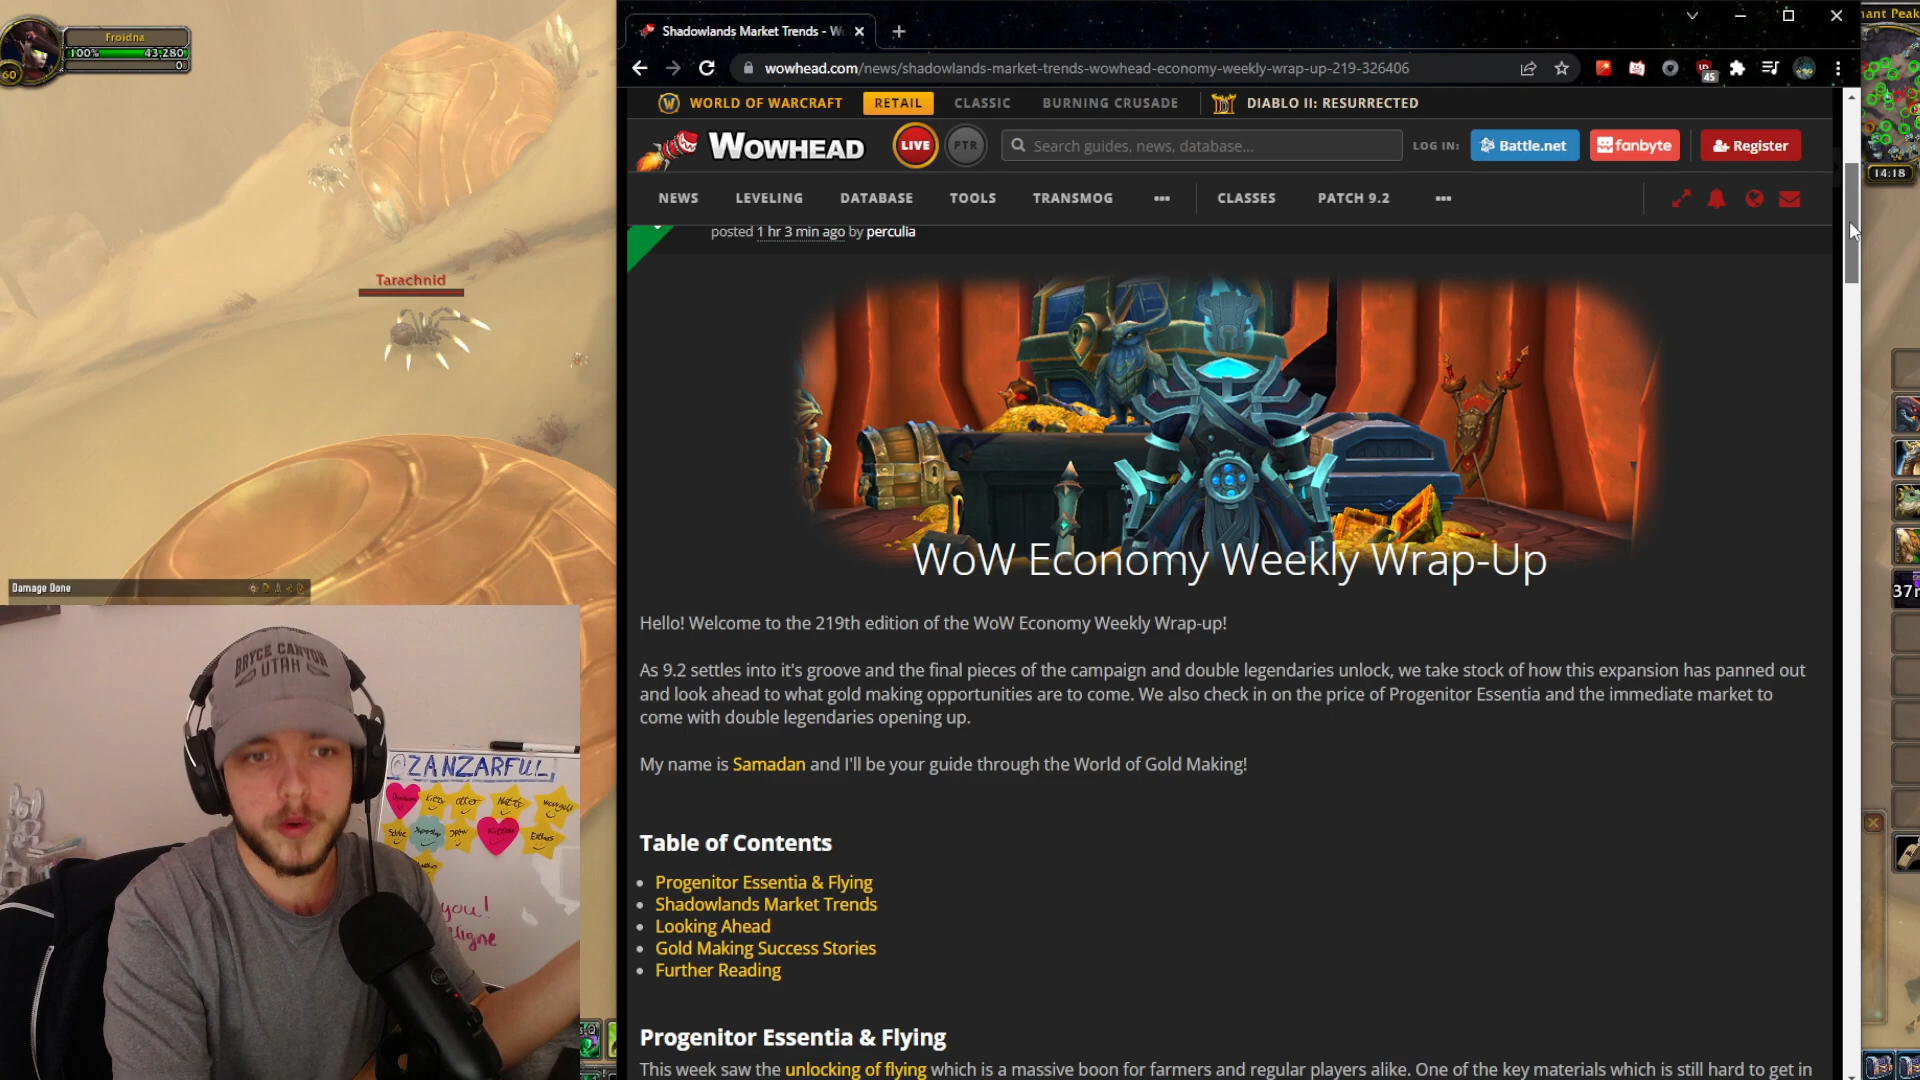 Froidna
100% 43,280
0
60
Tarachnid
Damage Done
Shadowlands Market Trends - W
wowhead.com/news/shadowlands-market-trends-wowhead-economy-weekly-wrap-up-219-326406
45
WORLD OF WARCRAFT
RETAIL
CLASSIC
BURNING CRUSADE
DIABLO II: RESURRECTED
WOWHEAD
LIVE
PTR
Search guides, news, database...
LOG IN:
Battle.net
fanbyte
Register
NEWS
LEVELING
DATABASE
TOOLS
TRANSMOG
•••
CLASSES
PATCH 9.2
•••
posted 1 hr 3 min ago by perculia
WoW Economy Weekly Wrap-Up
Hello! Welcome to the 219th edition of the WoW Economy Weekly Wrap-up!
As 9.2 settles into it's groove and the final pieces of the campaign and double legendaries unlock, we take stock of how this expansion has panned out
and look ahead to what gold making opportunities are to come. We also check in on the price of Progenitor Essentia and the immediate market to
come with double legendaries opening up.
My name is Samadan and I'll be your guide through the World of Gold Making!
Table of Contents
• Progenitor Essentia & Flying
• Shadowlands Market Trends
• Looking Ahead
• Gold Making Success Stories
• Further Reading
Progenitor Essentia & Flying
This week saw the unlocking of flying which is a massive boon for farmers and regular players alike. One of the key materials which is still hard to get in
nant Peak
14:18
37
BRYCE CANYON
UTAH
@ZANZARFUL
you!